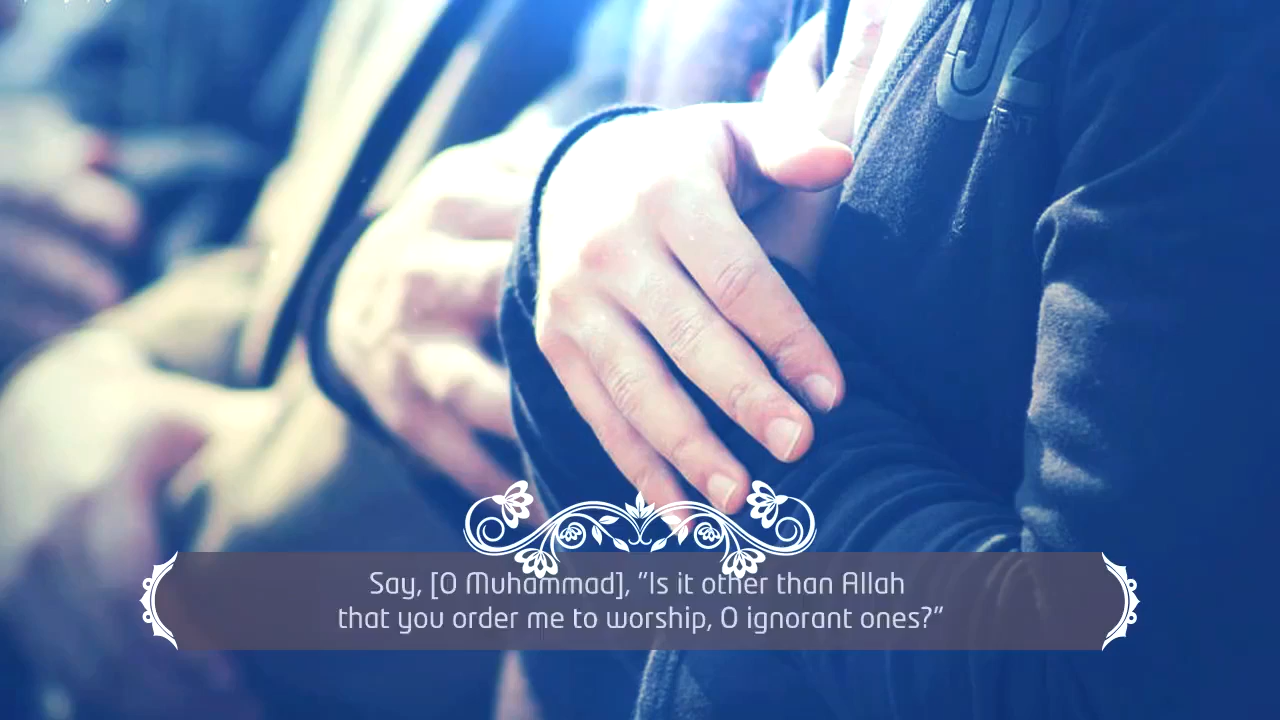 Say, [O Muhammad], "Is it other than Allah
that you order me to worship, O ignorant ones?"